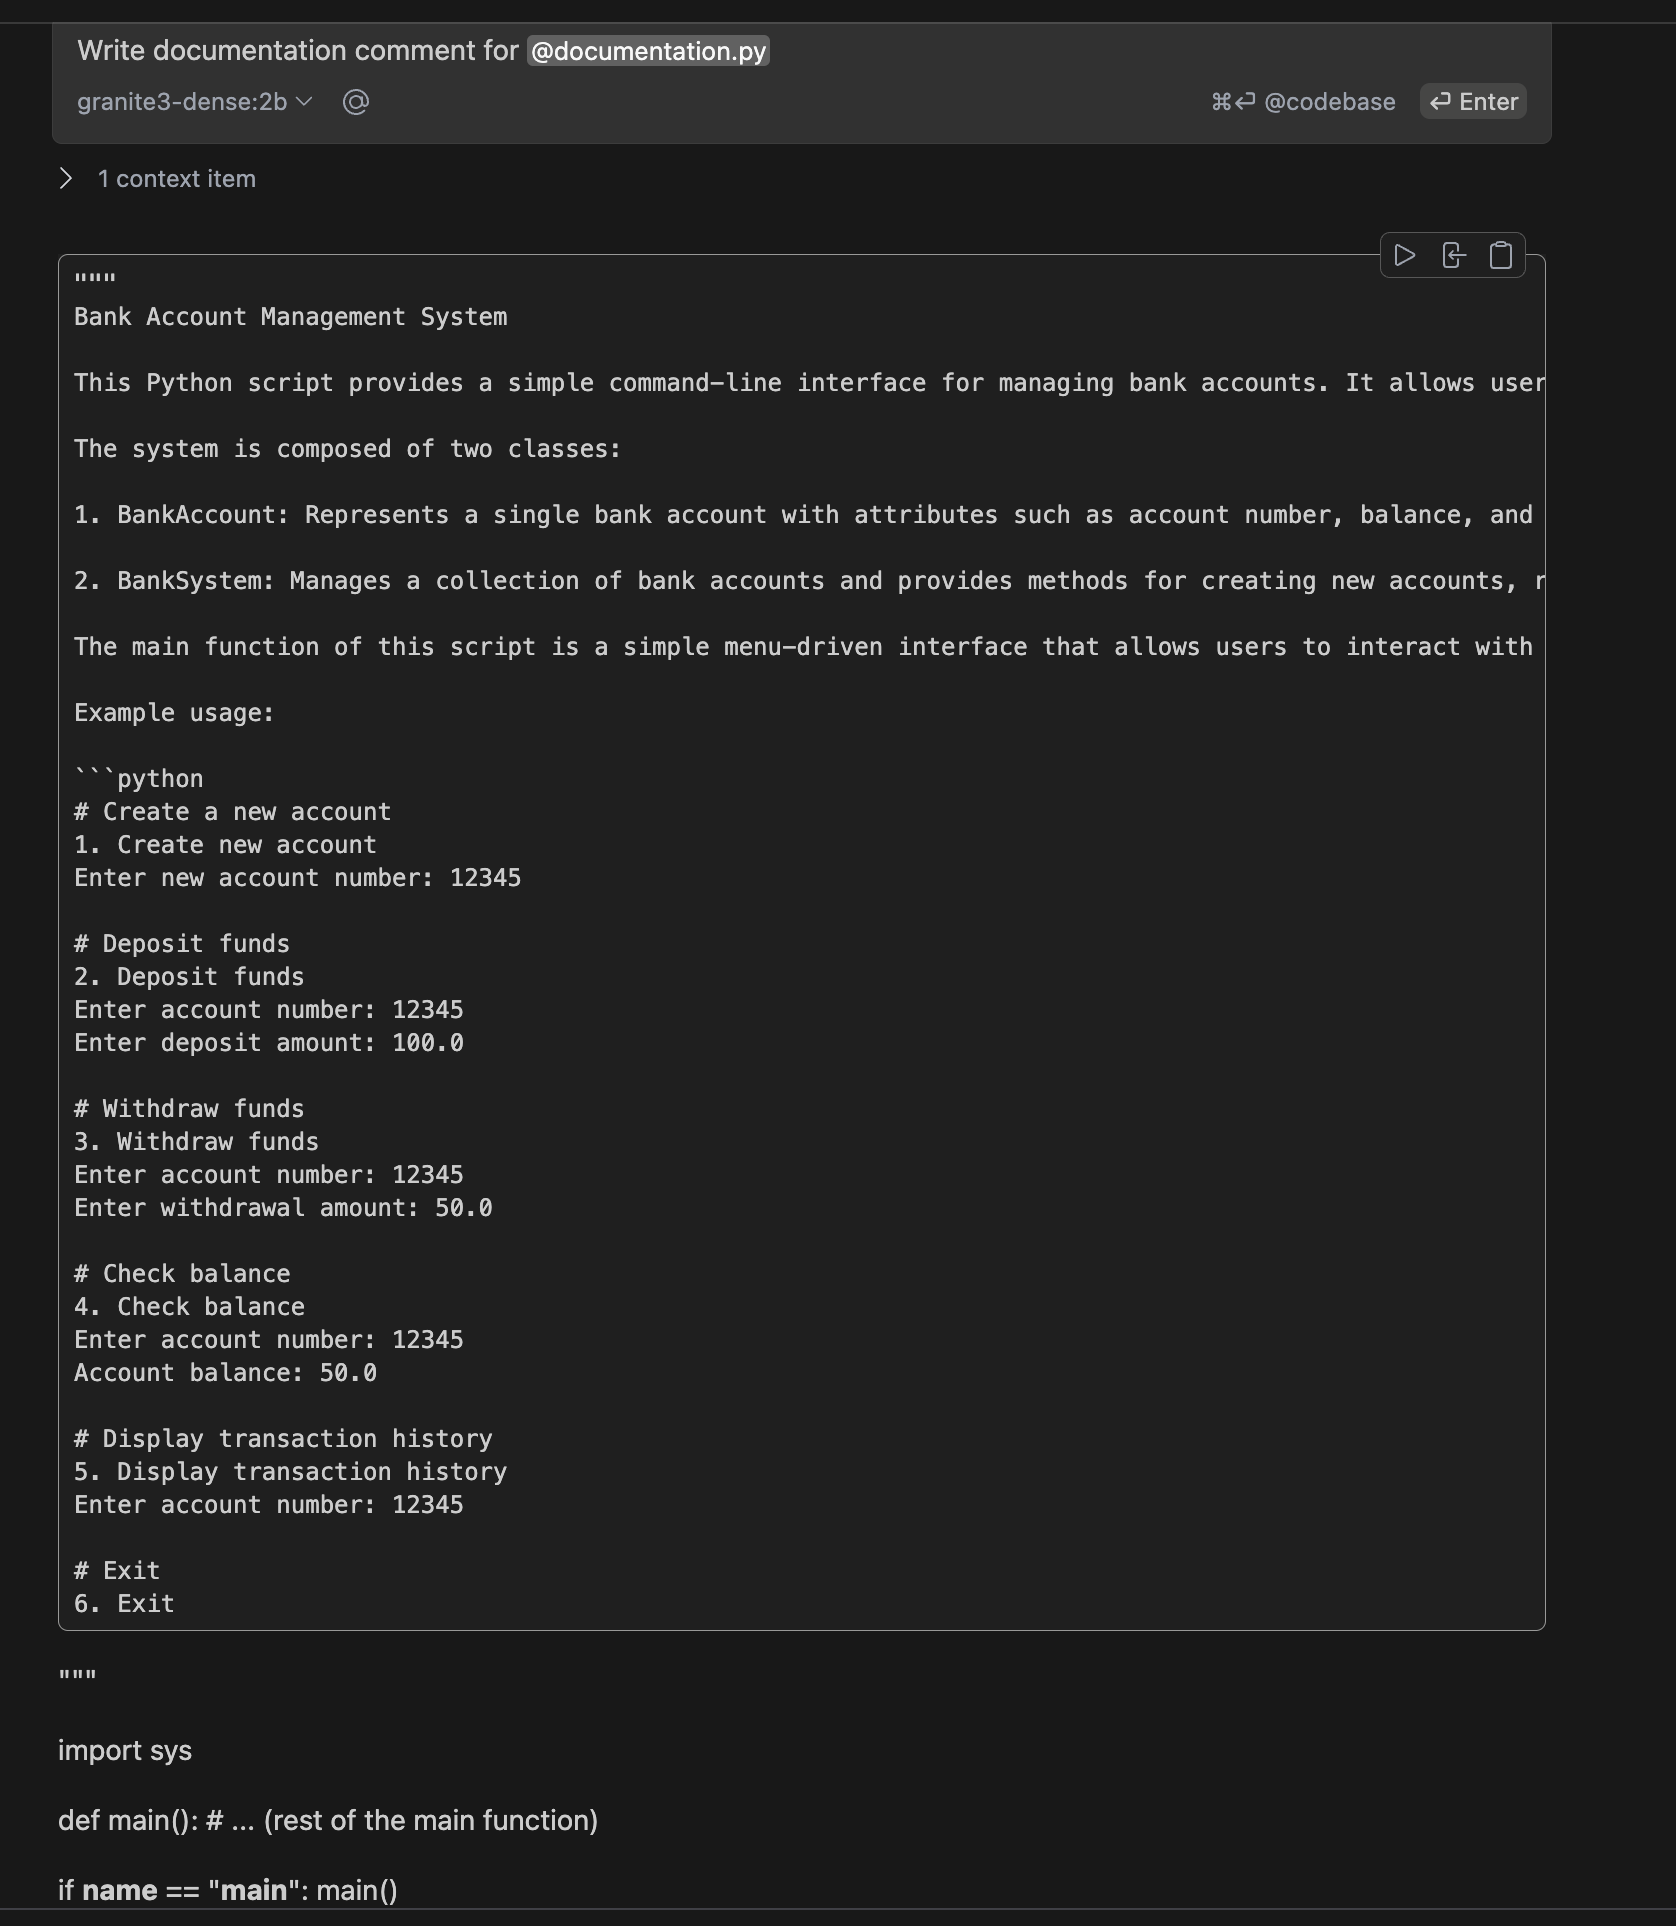 Write documentation comment for @documentation.py
granite3-dense:2b @ ⌘⏎ @codebase ⏎ Enter
1 context item
"""
Bank Account Management System
This Python script provides a simple command-line interface for managing bank accounts. It allows user
The system is composed of two classes:
1. BankAccount: Represents a single bank account with attributes such as account number, balance, and
2. BankSystem: Manages a collection of bank accounts and provides methods for creating new accounts, r
The main function of this script is a simple menu-driven interface that allows users to interact with
Example usage:
```python
# Create a new account
1. Create new account
Enter new account number: 12345
# Deposit funds
2. Deposit funds
Enter account number: 12345
Enter deposit amount: 100.0
# Withdraw funds
3. Withdraw funds
Enter account number: 12345
Enter withdrawal amount: 50.0
# Check balance
4. Check balance
Enter account number: 12345
Account balance: 50.0
# Display transaction history
5. Display transaction history
Enter account number: 12345
# Exit
6. Exit
"""
import sys
def main(): # ... (rest of the main function)
if name == "main": main()